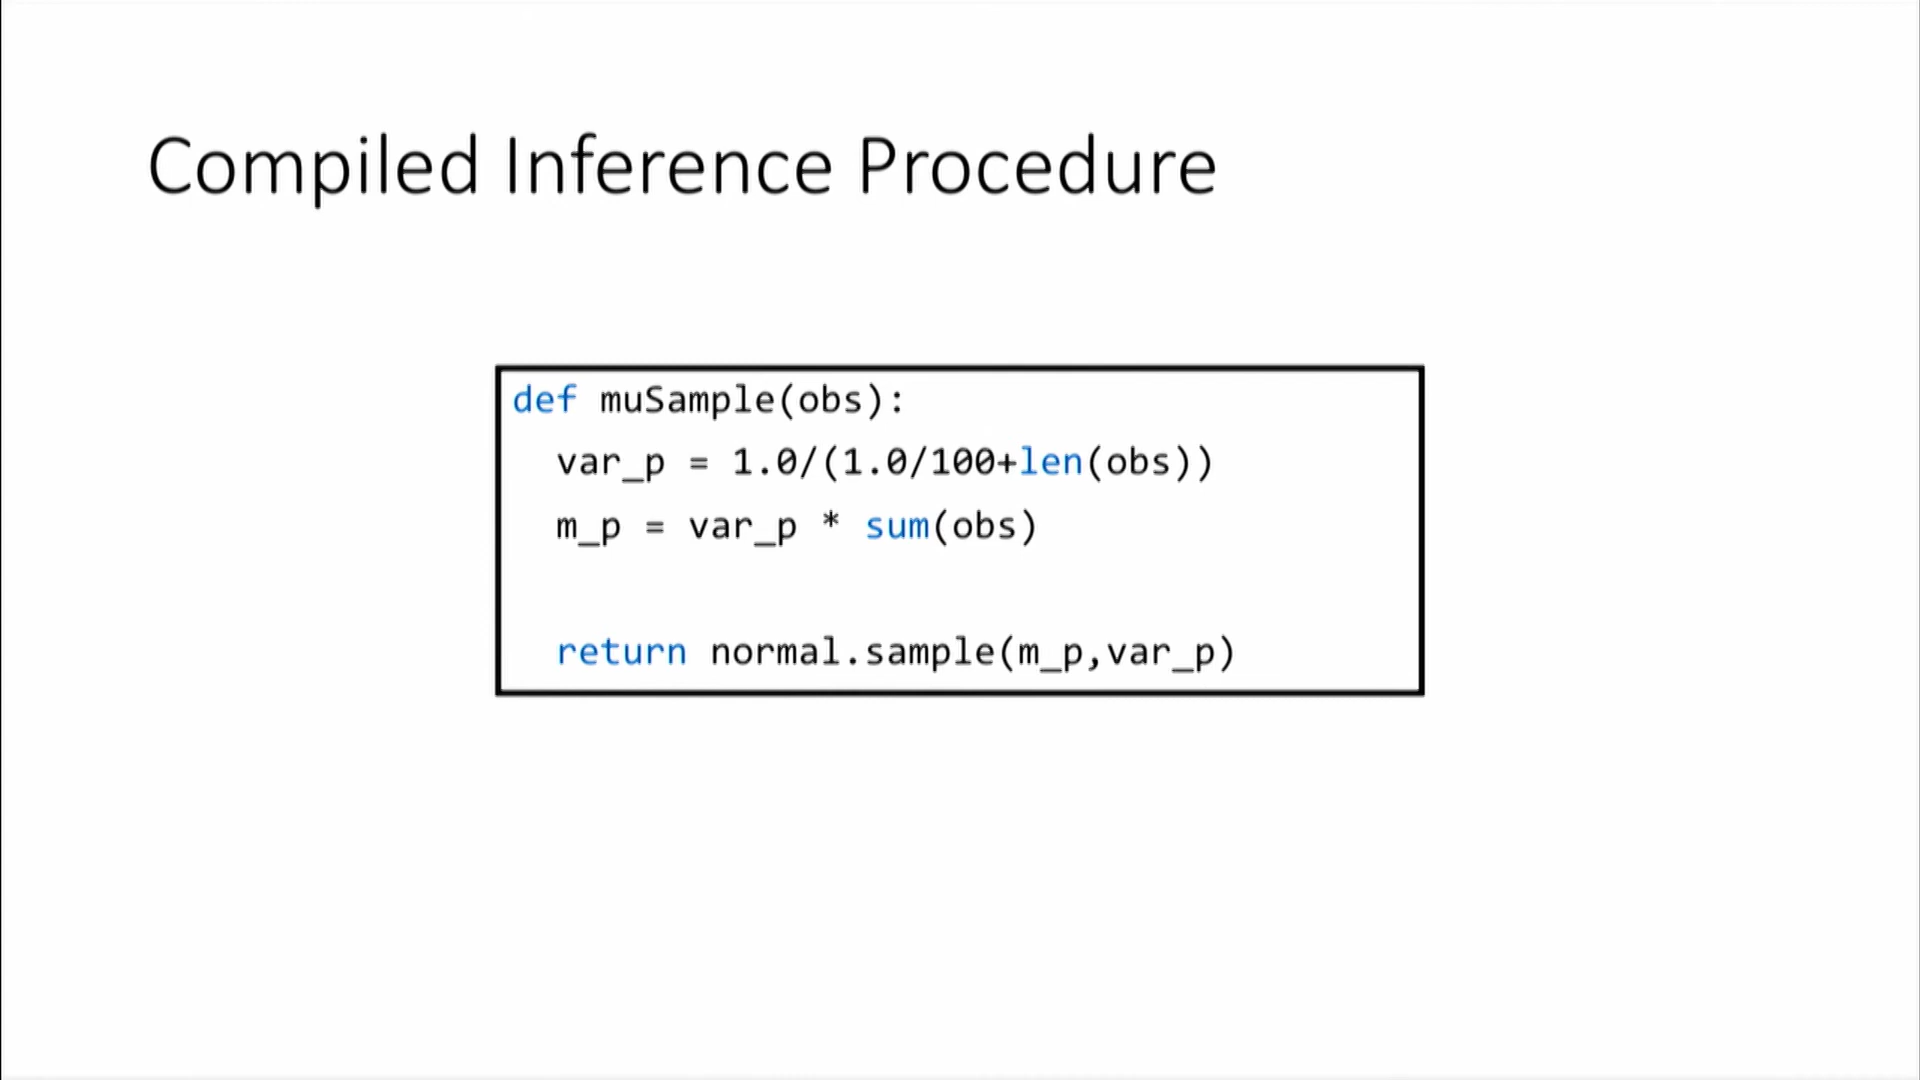 Compiled Inference Procedure
def muSample(obs):
var_p = 1.0/(1.0/100+len(obs))
m_p = var_p * sum(obs)
return normal.sample(m_p,var_p)